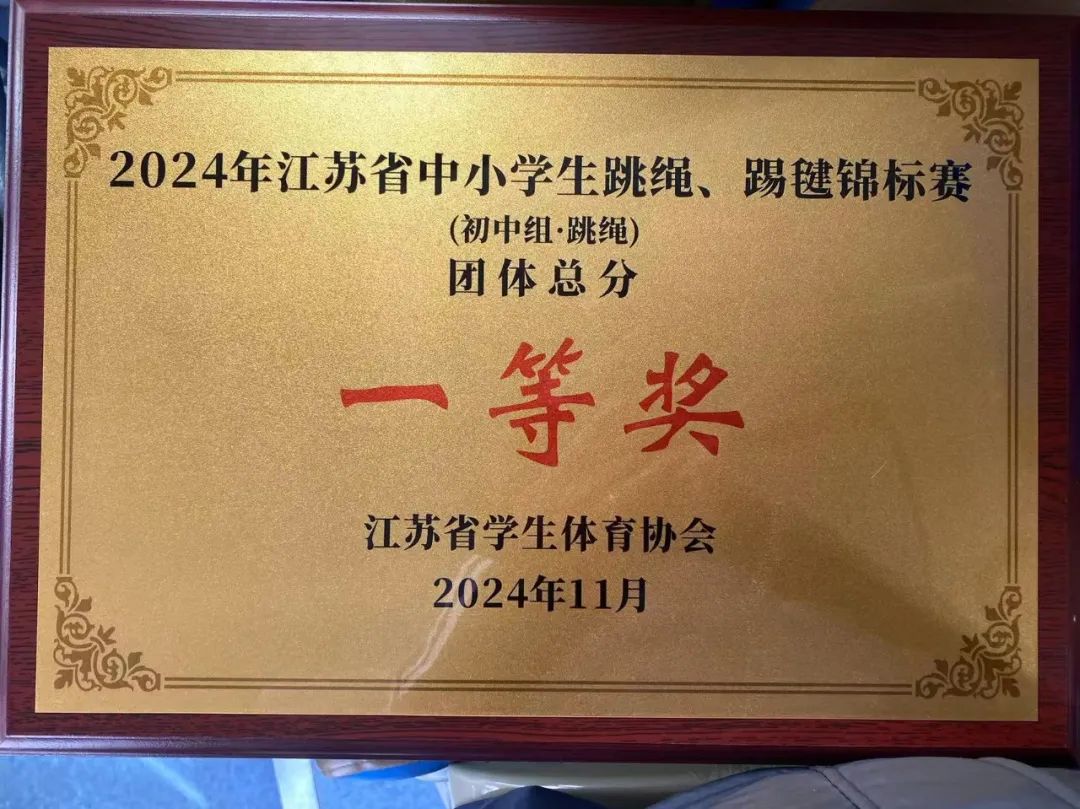 2024年江苏省中小学生跳绳、踢毽锦标赛
(初中组·跳绳)
团体总分
一等奖
江苏省学生体育协会
2024年11月